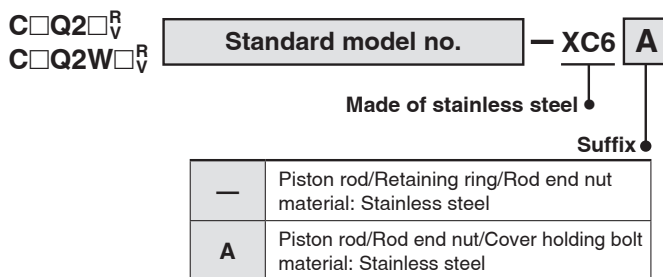 C□Q2□R/V Standard model no. — XC6 A
C□Q2W□R/V
Made of stainless steel
Suffix
— Piston rod/Retaining ring/Rod end nut
material: Stainless steel
A Piston rod/Rod end nut/Cover holding bolt
material: Stainless steel